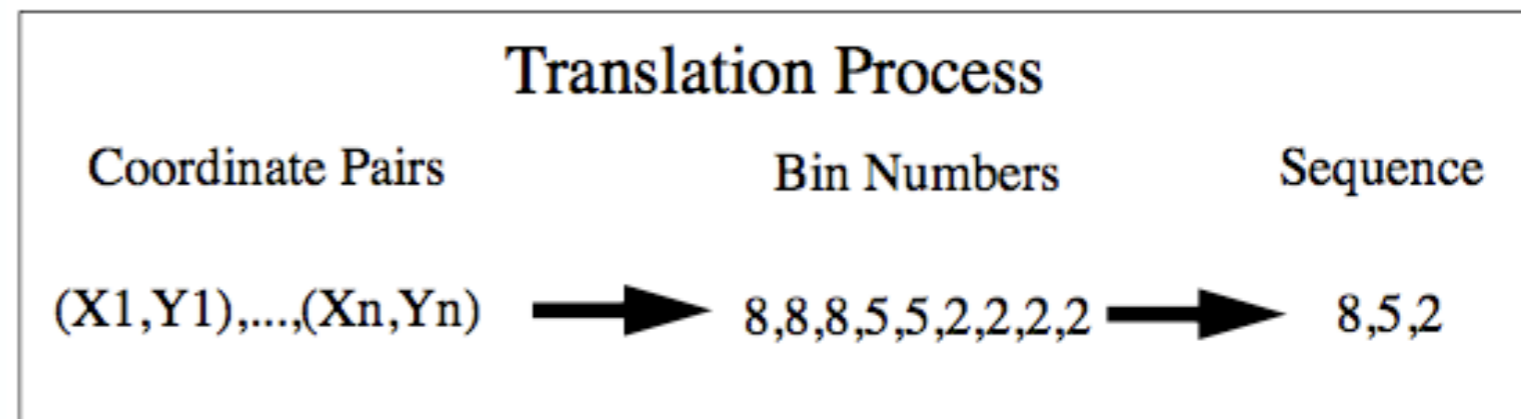 Translation Process
Coordinate Pairs Bin Numbers Sequence
(X1,Y1),...,(Xn,Yn) 8,8,8,5,5,2,2,2,2 8,5,2